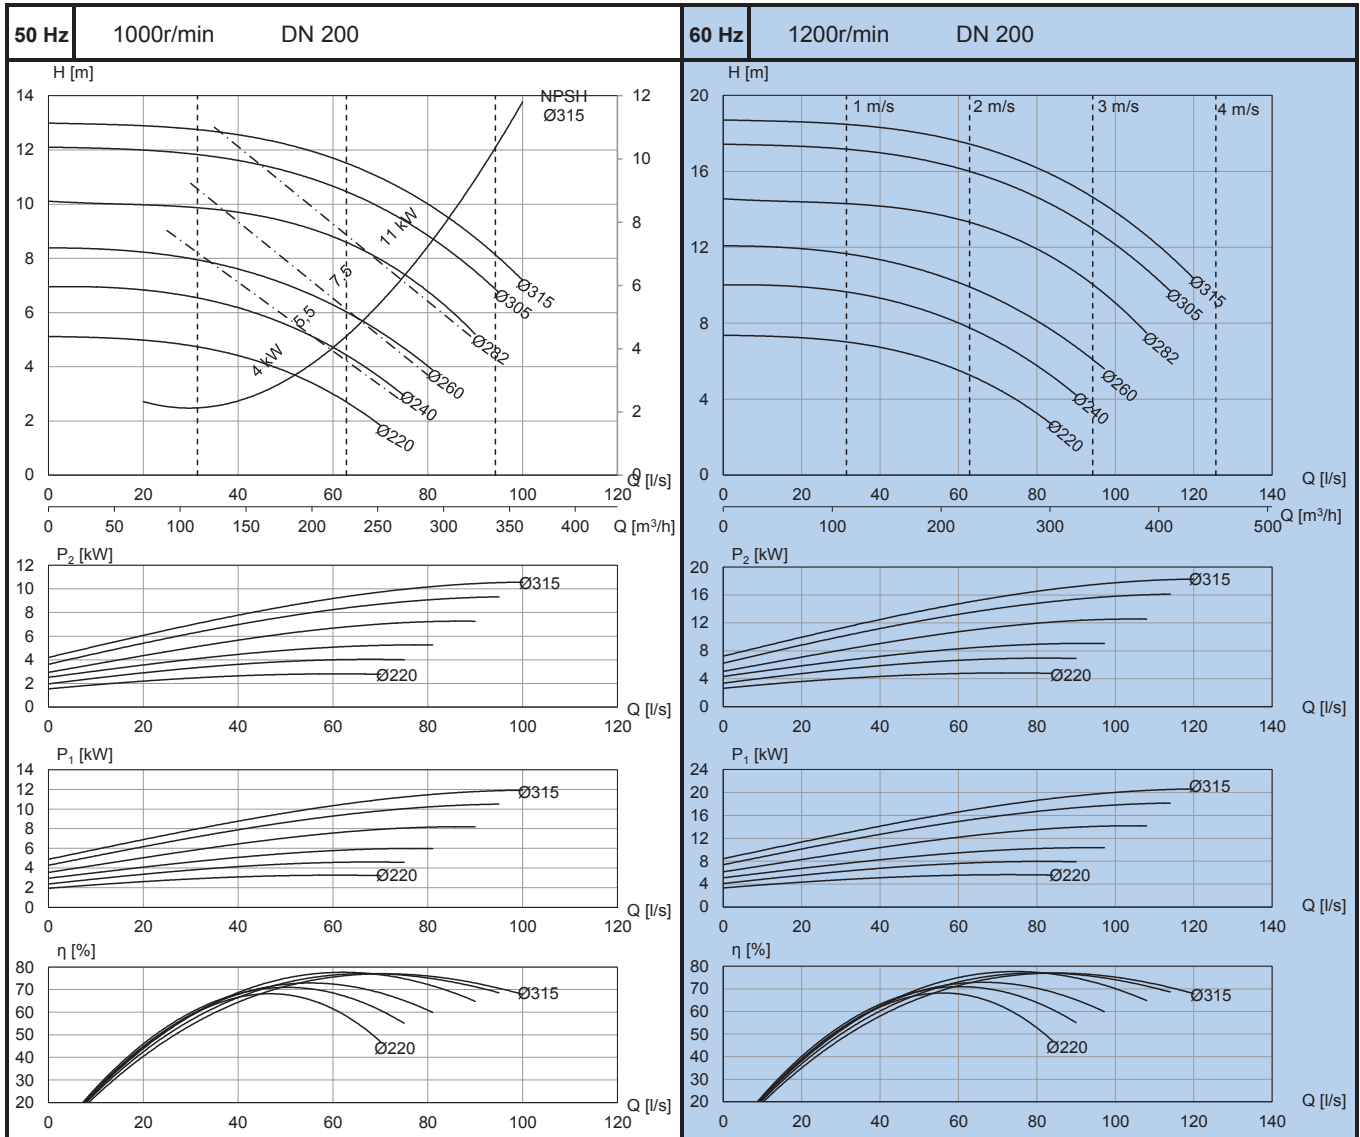 50 Hz 1000r/min DN 200
H [m]
14
12
10
8
6
4
2
0
12
10
8
6
4
2
0
NPSH
Ø315
11 kW
7,5
5,5
4 kW
Ø315
Ø305
Ø282
Ø260
Ø240
Ø220
Q [l/s]
0 20 40 60 80 100 120
0 50 100 150 200 250 300 350 400 Q [m³/h]
P₂ [kW]
12
10
8
6
4
2
0
Ø315
Ø220
Q [l/s]
0 20 40 60 80 100 120
P₁ [kW]
14
12
10
8
6
4
2
0
Ø315
Ø220
Q [l/s]
0 20 40 60 80 100 120
η [%]
80
70
60
50
40
30
20
Ø315
Ø220
Q [l/s]
0 20 40 60 80 100 120
60 Hz 1200r/min DN 200
H [m]
20
16
12
8
4
0
1 m/s 2 m/s 3 m/s 4 m/s
Ø315
Ø305
Ø282
Ø260
Ø240
Ø220
Q [l/s]
0 20 40 60 80 100 120 140
0 100 200 300 400 500 Q [m³/h]
P₂ [kW]
20
16
12
8
4
0
Ø315
Ø220
Q [l/s]
0 20 40 60 80 100 120 140
P₁ [kW]
24
20
16
12
8
4
0
Ø315
Ø220
Q [l/s]
0 20 40 60 80 100 120 140
η [%]
80
70
60
50
40
30
20
Ø315
Ø220
Q [l/s]
0 20 40 60 80 100 120 140